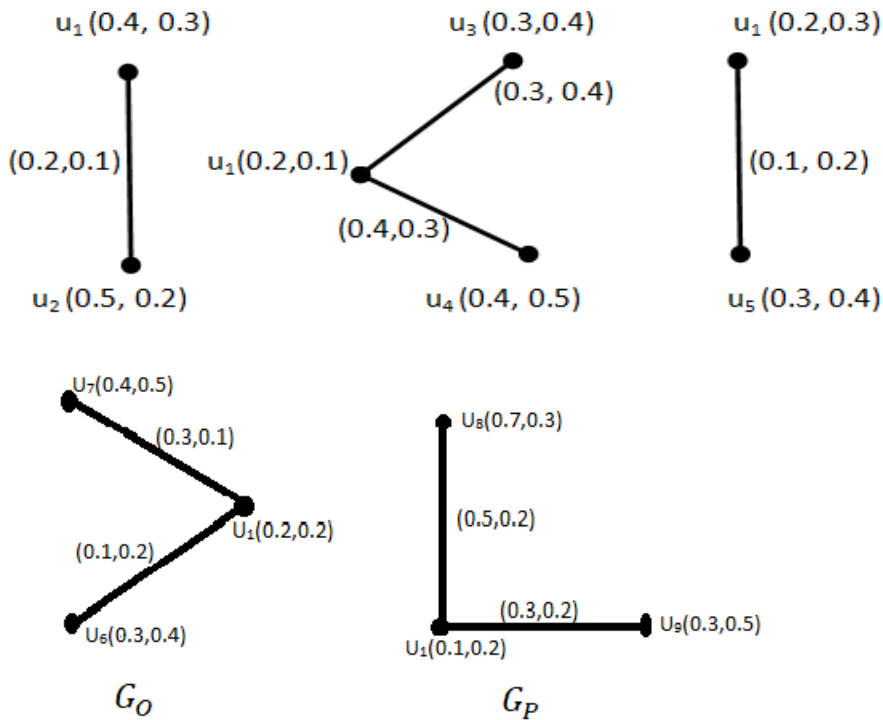 u₁ (0.4, 0.3)
(0.2,0.1)
u₂ (0.5, 0.2)
u₃ (0.3,0.4)
(0.3, 0.4)
u₁(0.2,0.1)
(0.4,0.3)
u₄ (0.4, 0.5)
u₁ (0.2,0.3)
(0.1, 0.2)
u₅ (0.3, 0.4)
U₇(0.4,0.5)
(0.3,0.1)
U₁(0.2,0.2)
(0.1,0.2)
U₆(0.3,0.4)
G_O
U₈(0.7,0.3)
(0.5,0.2)
(0.3,0.2)
U₉(0.3,0.5)
U₁(0.1,0.2)
G_P